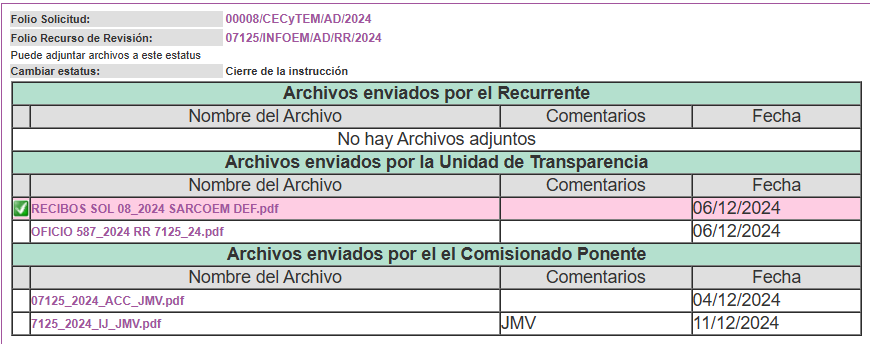 Folio Solicitud: 00008/CECyTEM/AD/2024
Folio Recurso de Revisión: 07125/INFOEM/AD/RR/2024
Puede adjuntar archivos a este estatus
Cambiar estatus: Cierre de la instrucción
Archivos enviados por el Recurrente
Nombre del Archivo Comentarios Fecha
No hay Archivos adjuntos
Archivos enviados por la Unidad de Transparencia
Nombre del Archivo Comentarios Fecha
RECIBOS SOL 08_2024 SARCOEM DEF.pdf 06/12/2024
OFICIO 587_2024 RR 7125_24.pdf 06/12/2024
Archivos enviados por el el Comisionado Ponente
Nombre del Archivo Comentarios Fecha
07125_2024_ACC_JMV.pdf 04/12/2024
7125_2024_IJ_JMV.pdf JMV 11/12/2024